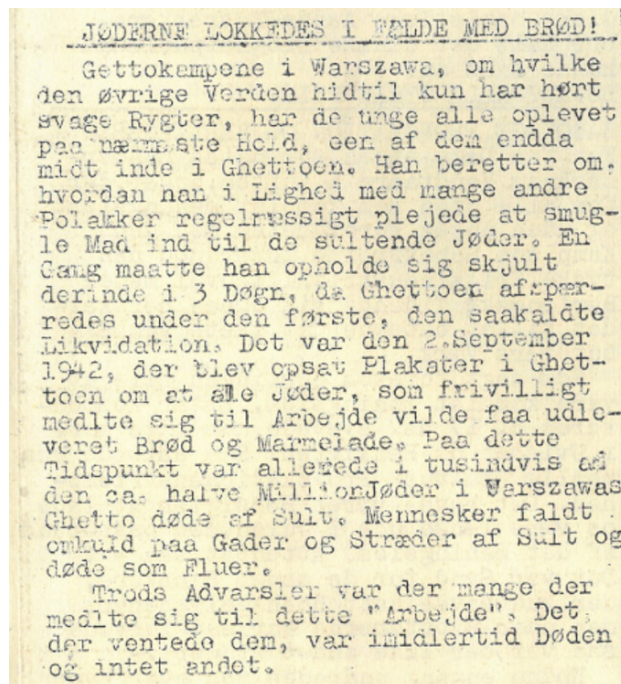 JØDERNE LOKKEDES I FÆLDE MED BRØD!
Gettokampene i Warszawa, om hvilke
den øvrige Verden hidtil kun har hørt
svage Rygter, har de unge alle oplevet
paa nærmeste Hold, een af dem endda
midt inde i Ghettoen. Han beretter om,
hvordan han i Lighed med mange andre
Polakker regelmæssigt plejede at smug-
le Mad ind til de sultende Jøder. En
Gang maatte han opholde sig skjult
derinde i 3 Døgn, da Ghettoen afspær-
redes under den første, den saakaldte
Likvidation. Det var den 2.September
1942, der blev opsat Plakater i Ghet-
toen om at alle Jøder, som frivilligt
medlte sig til Arbejde vilde faa udle-
veret Brød og Marmelade. Paa dette
Tidspunkt var allerede i tusindvis ad
den ca. halve MillionJøder i Warszawas
Ghetto døde af Sult. Mennesker faldt
omkuld paa Gader og Stræder af Sult og
døde som Fluer.
Trods Advarsler var der mange der
medlte sig til dette "Arbejde". Det,
der ventede dem, var imidlertid Døden
og intet andet.